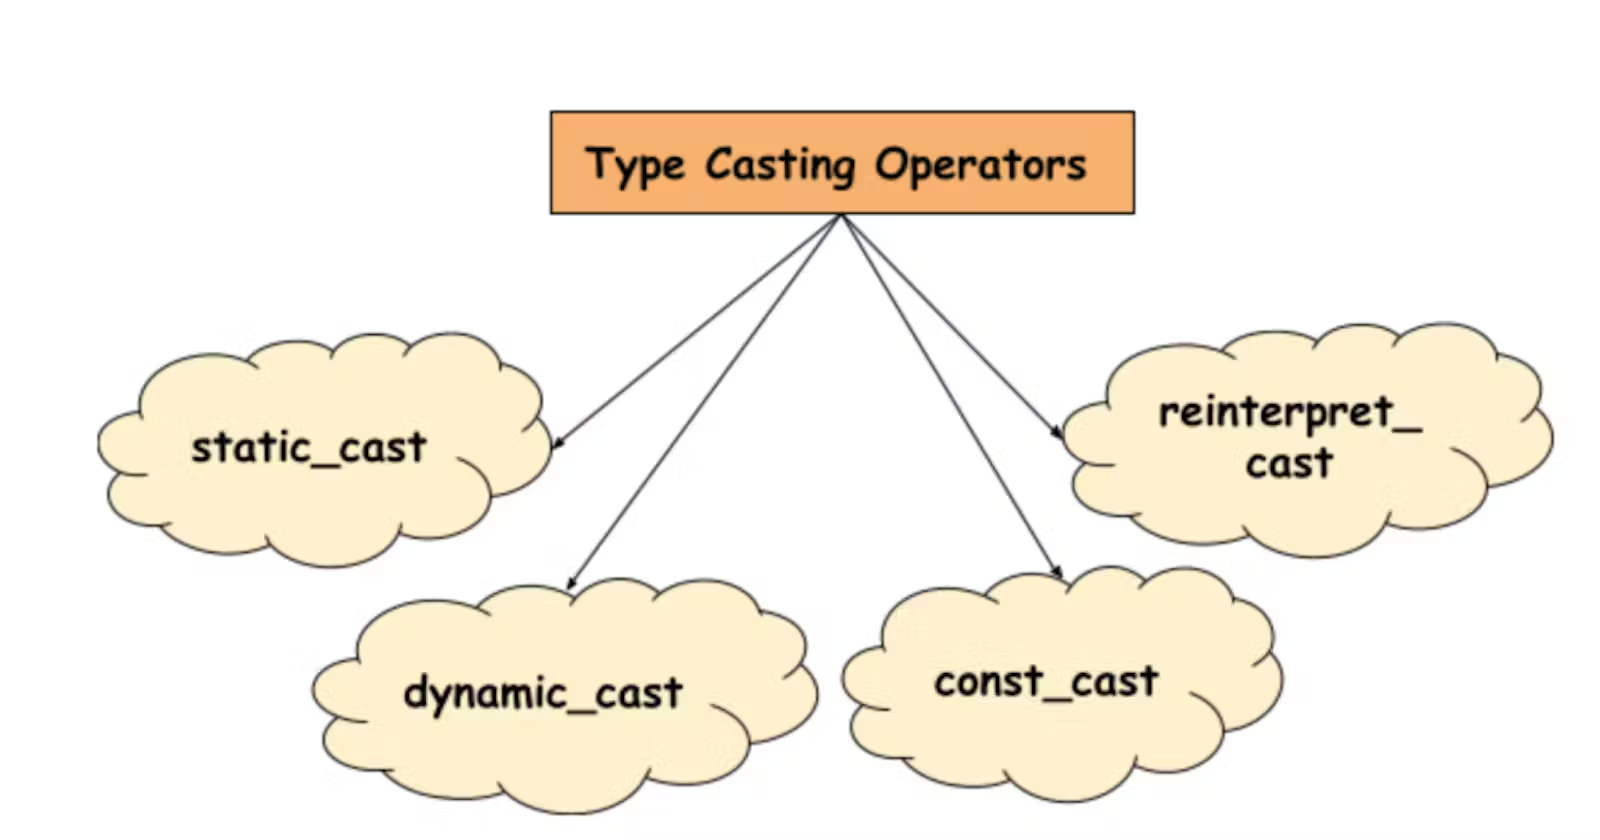 Type Casting Operators
static_cast
reinterpret_
cast
dynamic_cast
const_cast